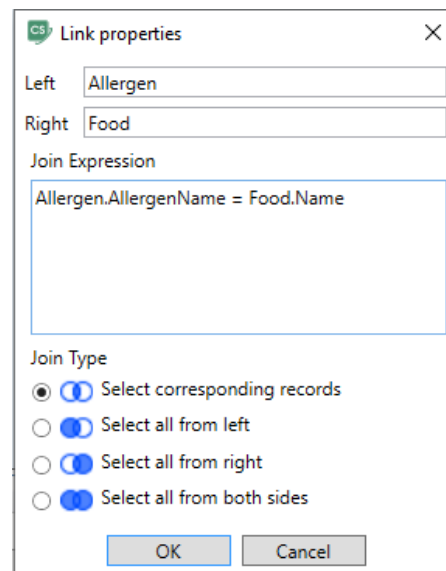 CS Link properties
Left Allergen
Right Food
Join Expression
Allergen.AllergenName = Food.Name
Join Type
Select corresponding records
Select all from left
Select all from right
Select all from both sides
OK Cancel